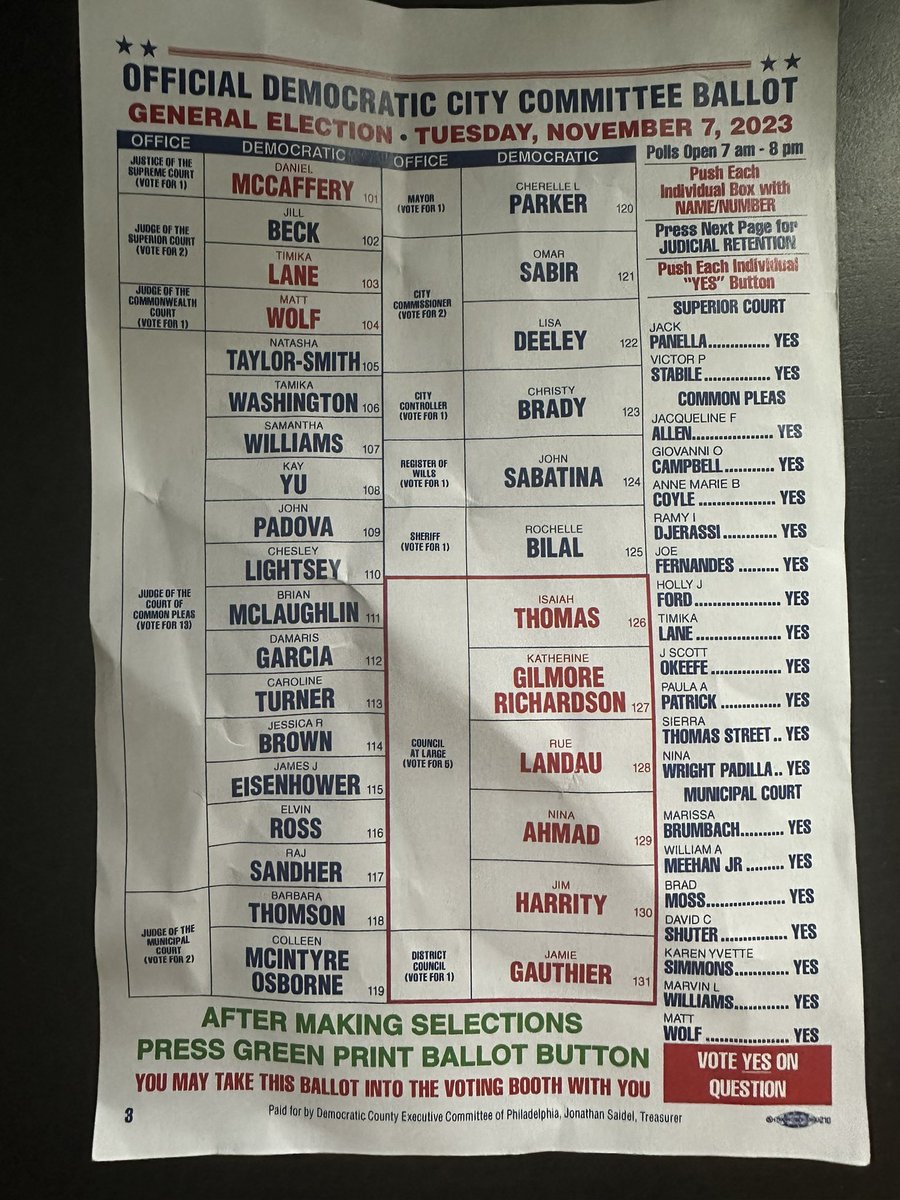 OFFICIAL DEMOCRATIC CITY COMMITTEE BALLOT
GENERAL ELECTION • TUESDAY, NOVEMBER 7, 2023
OFFICE
DEMOCRATIC
JUSTICE OF THE
SUPREME COURT
(VOTE FOR 1)
DANIEL
MCCAFFERY 101
JUDGE OF THE
SUPERIOR COURT
(VOTE FOR 2)
JILL
BECK 102
TIMIKA
LANE 103
JUDGE OF THE
COMMONWEALTH
COURT
(VOTE FOR 1)
MATT
WOLF 104
JUDGE OF THE
COURT OF
COMMON PLEAS
(VOTE FOR 13)
NATASHA
TAYLOR-SMITH 105
TAMIKA
WASHINGTON 106
SAMANTHA
WILLIAMS 107
KAY
YU 108
JOHN
PADOVA 109
CHESLEY
LIGHTSEY 110
BRIAN
MCLAUGHLIN 111
DAMARIS
GARCIA 112
CAROLINE
TURNER 113
JESSICA R
BROWN 114
JAMES J
EISENHOWER 115
ELVIN
ROSS 116
RAJ
SANDHER 117
JUDGE OF THE
MUNICIPAL
COURT
(VOTE FOR 2)
BARBARA
THOMSON 118
COLLEEN
MCINTYRE
OSBORNE 119
OFFICE
DEMOCRATIC
MAYOR
(VOTE FOR 1)
CHERELLE L
PARKER 120
CITY
COMMISSIONER
(VOTE FOR 2)
OMAR
SABIR 121
LISA
DEELEY 122
CITY
CONTROLLER
(VOTE FOR 1)
CHRISTY
BRADY 123
REGISTER OF
WILLS
(VOTE FOR 1)
JOHN
SABATINA 124
SHERIFF
(VOTE FOR 1)
ROCHELLE
BILAL 125
COUNCIL
AT LARGE
(VOTE FOR 5)
ISAIAH
THOMAS 126
KATHERINE
GILMORE
RICHARDSON 127
RUE
LANDAU 128
NINA
AHMAD 129
JIM
HARRITY 130
DISTRICT
COUNCIL
(VOTE FOR 1)
JAMIE
GAUTHIER 131
Polls Open 7 am - 8 pm
Push Each
Individual Box with
NAME/NUMBER
Press Next Page for
JUDICIAL RETENTION
Push Each Individual
"YES" Button
SUPERIOR COURT
JACK
PANELLA............... YES
VICTOR P
STABILE............... YES
COMMON PLEAS
JACQUELINE F
ALLEN................... YES
GIOVANNI O
CAMPBELL........... YES
ANNE MARIE B
COYLE ................. YES
RAMY I
DJERASSI............ YES
JOE
FERNANDES ......... YES
HOLLY J
FORD.................... YES
TIMIKA
LANE .................... YES
J SCOTT
OKEEFE................ YES
PAULA A
PATRICK .............. YES
SIERRA
THOMAS STREET.. YES
NINA
WRIGHT PADILLA.. YES
MUNICIPAL COURT
MARISSA
BRUMBACH.......... YES
WILLIAM A
MEEHAN JR ......... YES
BRAD
MOSS.................... YES
DAVID C
SHUTER ............... YES
KAREN YVETTE
SIMMONS............. YES
MARVIN L
WILLIAMS............. YES
MATT
WOLF .................... YES
VOTE YES ON
QUESTION
AFTER MAKING SELECTIONS
PRESS GREEN PRINT BALLOT BUTTON
YOU MAY TAKE THIS BALLOT INTO THE VOTING BOOTH WITH YOU
3
Paid for by Democratic County Executive Committee of Philadelphia, Jonathan Saidel, Treasurer